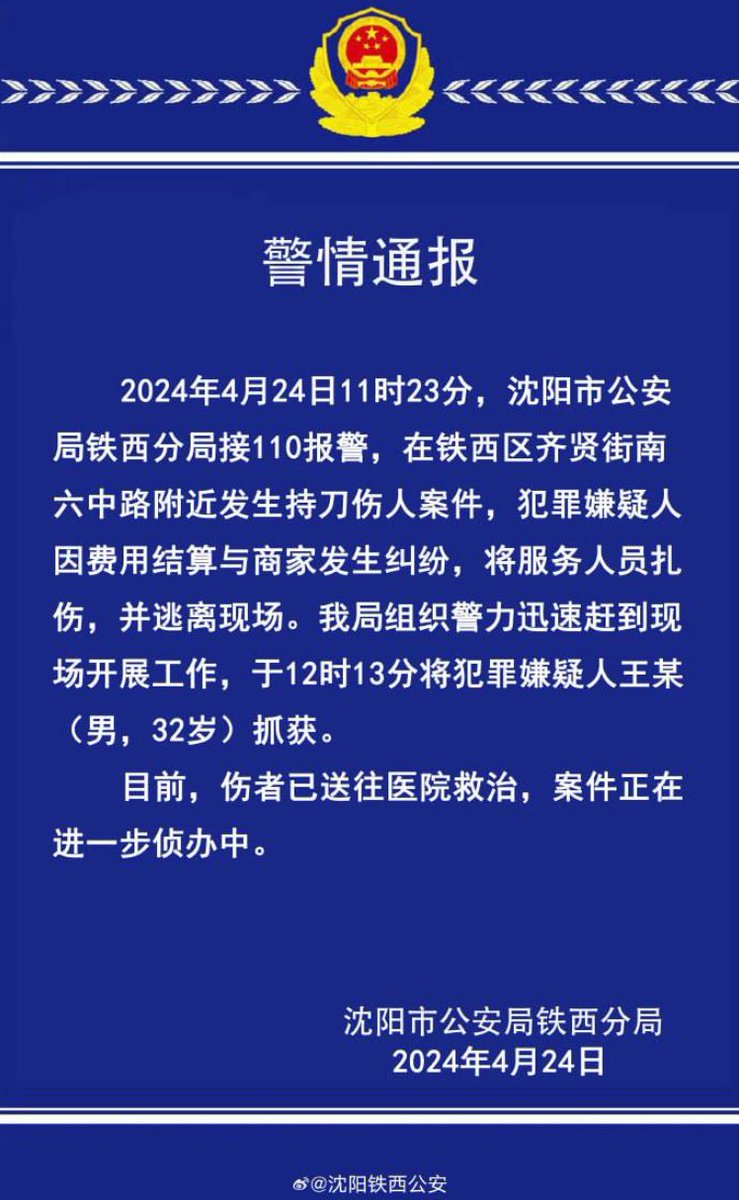 警情通报
2024年4月24日11时23分，沈阳市公安
局铁西分局接110报警，在铁西区齐贤街南
六中路附近发生持刀伤人案件，犯罪嫌疑人
因费用结算与商家发生纠纷，将服务人员扎
伤，并逃离现场。我局组织警力迅速赶到现
场开展工作，于12时13分将犯罪嫌疑人王某
（男，32岁）抓获。
目前，伤者已送往医院救治，案件正在
进一步侦办中。
沈阳市公安局铁西分局
2024年4月24日
@沈阳铁西公安